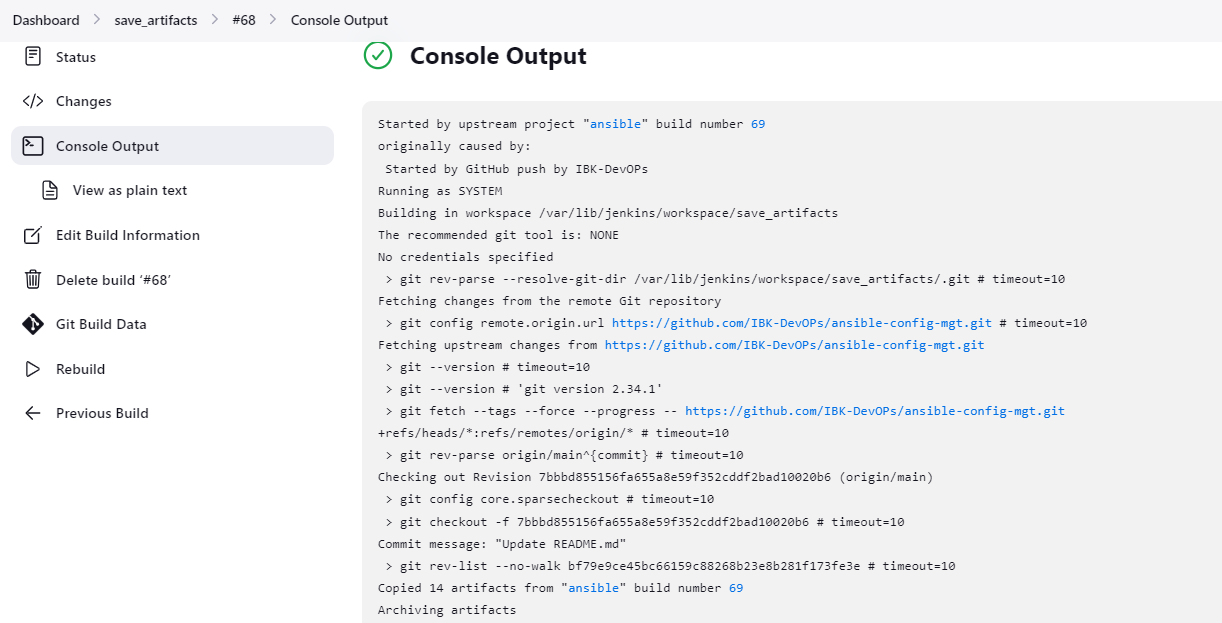 Dashboard > save_artifacts > #68 > Console Output
Status
Changes
Console Output
View as plain text
Edit Build Information
Delete build ‘#68’
Git Build Data
Rebuild
Previous Build
Console Output
Started by upstream project "ansible" build number 69
originally caused by:
Started by GitHub push by IBK-DevOPs
Running as SYSTEM
Building in workspace /var/lib/jenkins/workspace/save_artifacts
The recommended git tool is: NONE
No credentials specified
> git rev-parse --resolve-git-dir /var/lib/jenkins/workspace/save_artifacts/.git # timeout=10
Fetching changes from the remote Git repository
> git config remote.origin.url https://github.com/IBK-DevOPs/ansible-config-mgt.git # timeout=10
Fetching upstream changes from https://github.com/IBK-DevOPs/ansible-config-mgt.git
> git --version # timeout=10
> git --version # 'git version 2.34.1'
> git fetch --tags --force --progress -- https://github.com/IBK-DevOPs/ansible-config-mgt.git
+refs/heads/*:refs/remotes/origin/* # timeout=10
> git rev-parse origin/main^{commit} # timeout=10
Checking out Revision 7bbbd855156fa655a8e59f352cddf2bad10020b6 (origin/main)
> git config core.sparsecheckout # timeout=10
> git checkout -f 7bbbd855156fa655a8e59f352cddf2bad10020b6 # timeout=10
Commit message: "Update README.md"
> git rev-list --no-walk bf79e9ce45bc66159c88268b23e8b281f173fe3e # timeout=10
Copied 14 artifacts from "ansible" build number 69
Archiving artifacts